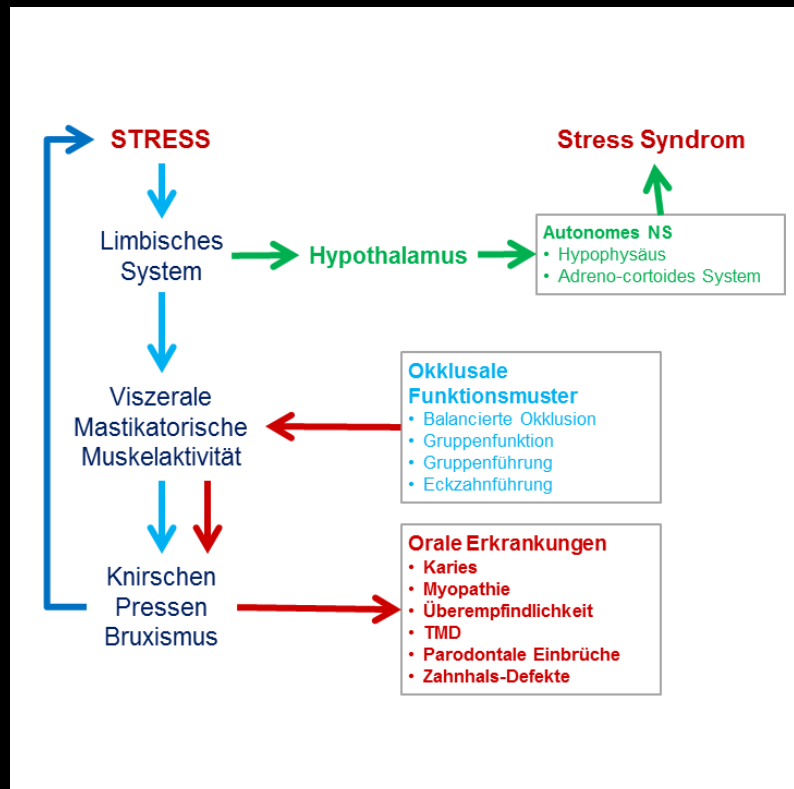 STRESS
Stress Syndrom
Limbisches
System
Hypothalamus
Autonomes NS
• Hypophysäus
• Adreno-cortoides System
Viszerale
Mastikatorische
Muskelaktivität
Okklusale
Funktionsmuster
• Balancierte Okklusion
• Gruppenfunktion
• Gruppenführung
• Eckzahnführung
Knirschen
Pressen
Bruxismus
Orale Erkrankungen
• Karies
• Myopathie
• Überempfindlichkeit
• TMD
• Parodontale Einbrüche
• Zahnhals-Defekte